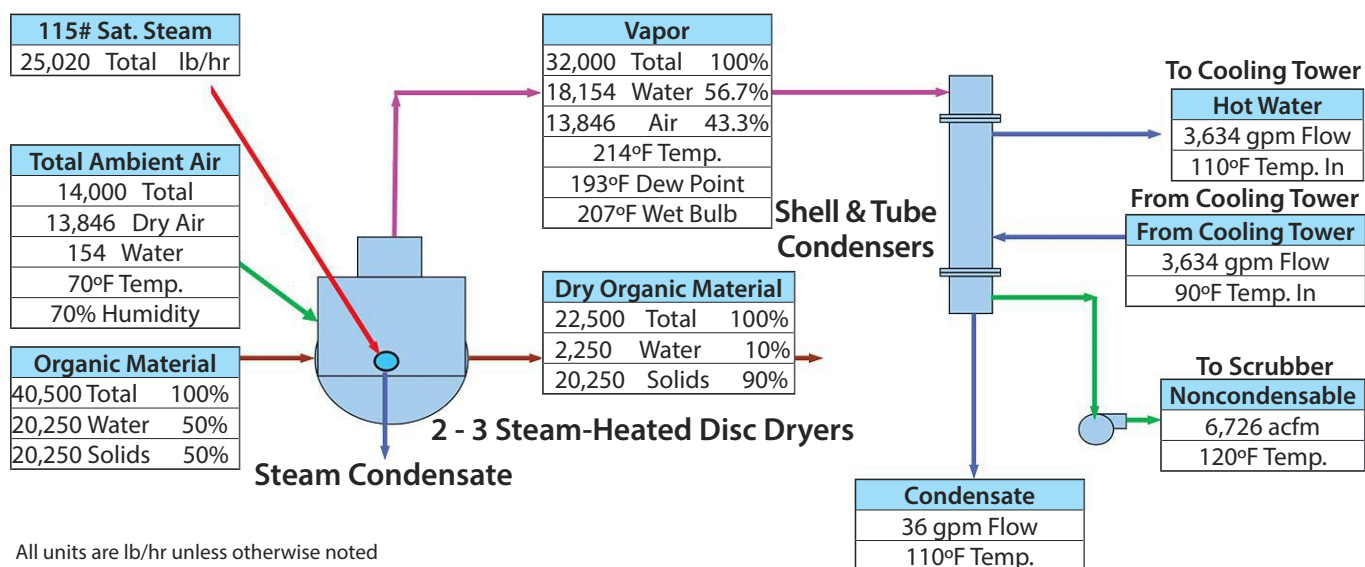 115# Sat. Steam
25,020 Total lb/hr
Total Ambient Air
14,000 Total
13,846 Dry Air
154 Water
70ºF Temp.
70% Humidity
Organic Material
40,500 Total 100%
20,250 Water 50%
20,250 Solids 50%
Vapor
32,000 Total 100%
18,154 Water 56.7%
13,846 Air 43.3%
214ºF Temp.
193ºF Dew Point
207ºF Wet Bulb
Dry Organic Material
22,500 Total 100%
2,250 Water 10%
20,250 Solids 90%
2 - 3 Steam-Heated Disc Dryers
Steam Condensate
Shell & Tube
Condensers
To Cooling Tower
Hot Water
3,634 gpm Flow
110ºF Temp. In
From Cooling Tower
From Cooling Tower
3,634 gpm Flow
90ºF Temp. In
To Scrubber
Noncondensable
6,726 acfm
120ºF Temp.
Condensate
36 gpm Flow
110ºF Temp.
All units are lb/hr unless otherwise noted